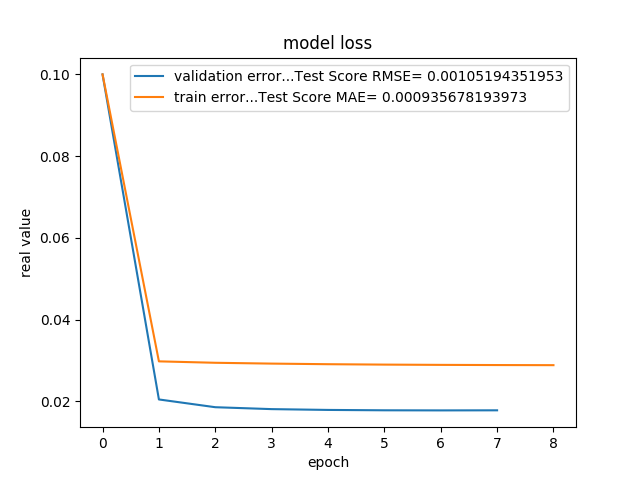 model loss
validation error...Test Score RMSE= 0.00105194351953
train error...Test Score MAE= 0.000935678193973
real value
0.10
0.08
0.06
0.04
0.02
0 1 2 3 4 5 6 7 8
epoch